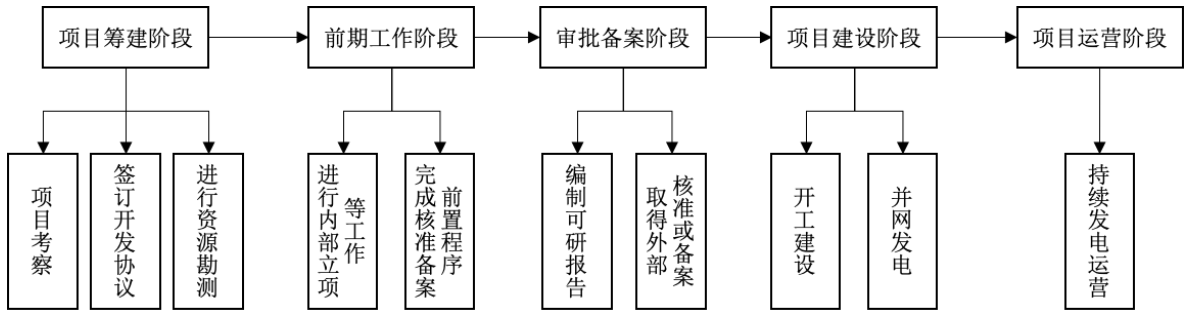 项目筹建阶段
前期工作阶段
审批备案阶段
项目建设阶段
项目运营阶段
项目考察
签订开发协议
进行资源勘测
进行内部立项
等工作
完成核准备案
前置程序
编制可研报告
取得外部
核准或备案
开工建设
并网发电
持续发电运营